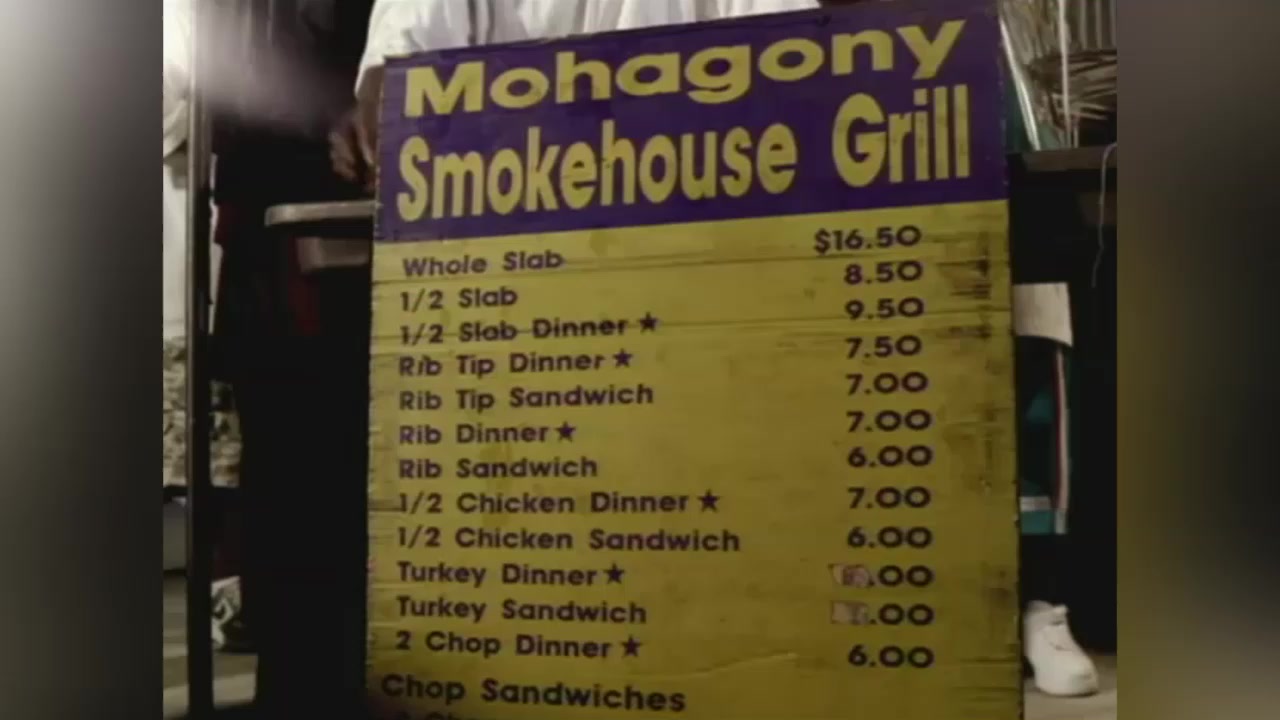 Mohagony
Smokehouse Grill
Whole Slab $16.50
1/2 Slab 8.50
1/2 Slab Dinner ★ 9.50
Rib Tip Dinner ★ 7.50
Rib Tip Sandwich 7.00
Rib Dinner ★ 7.00
Rib Sandwich 6.00
1/2 Chicken Dinner ★ 7.00
1/2 Chicken Sandwich 6.00
Turkey Dinner ★ .00
Turkey Sandwich .00
2 Chop Dinner ★ 6.00
Chop Sandwiches